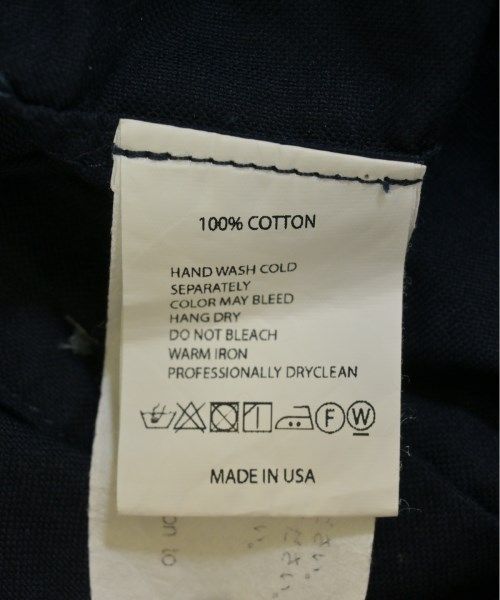 100% COTTON
HAND WASH COLD
SEPARATELY
COLOR MAY BLEED
HANG DRY
DO NOT BLEACH
WARM IRON
PROFESSIONALLY DRYCLEAN
F W
MADE IN USA